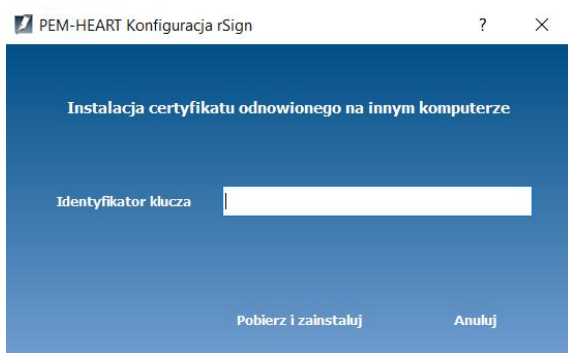 PEM-HEART Konfiguracja rSign ?
Instalacja certyfikatu odnowionego na innym komputerze
Identyfikator klucza
Pobierz i zainstaluj Anuluj